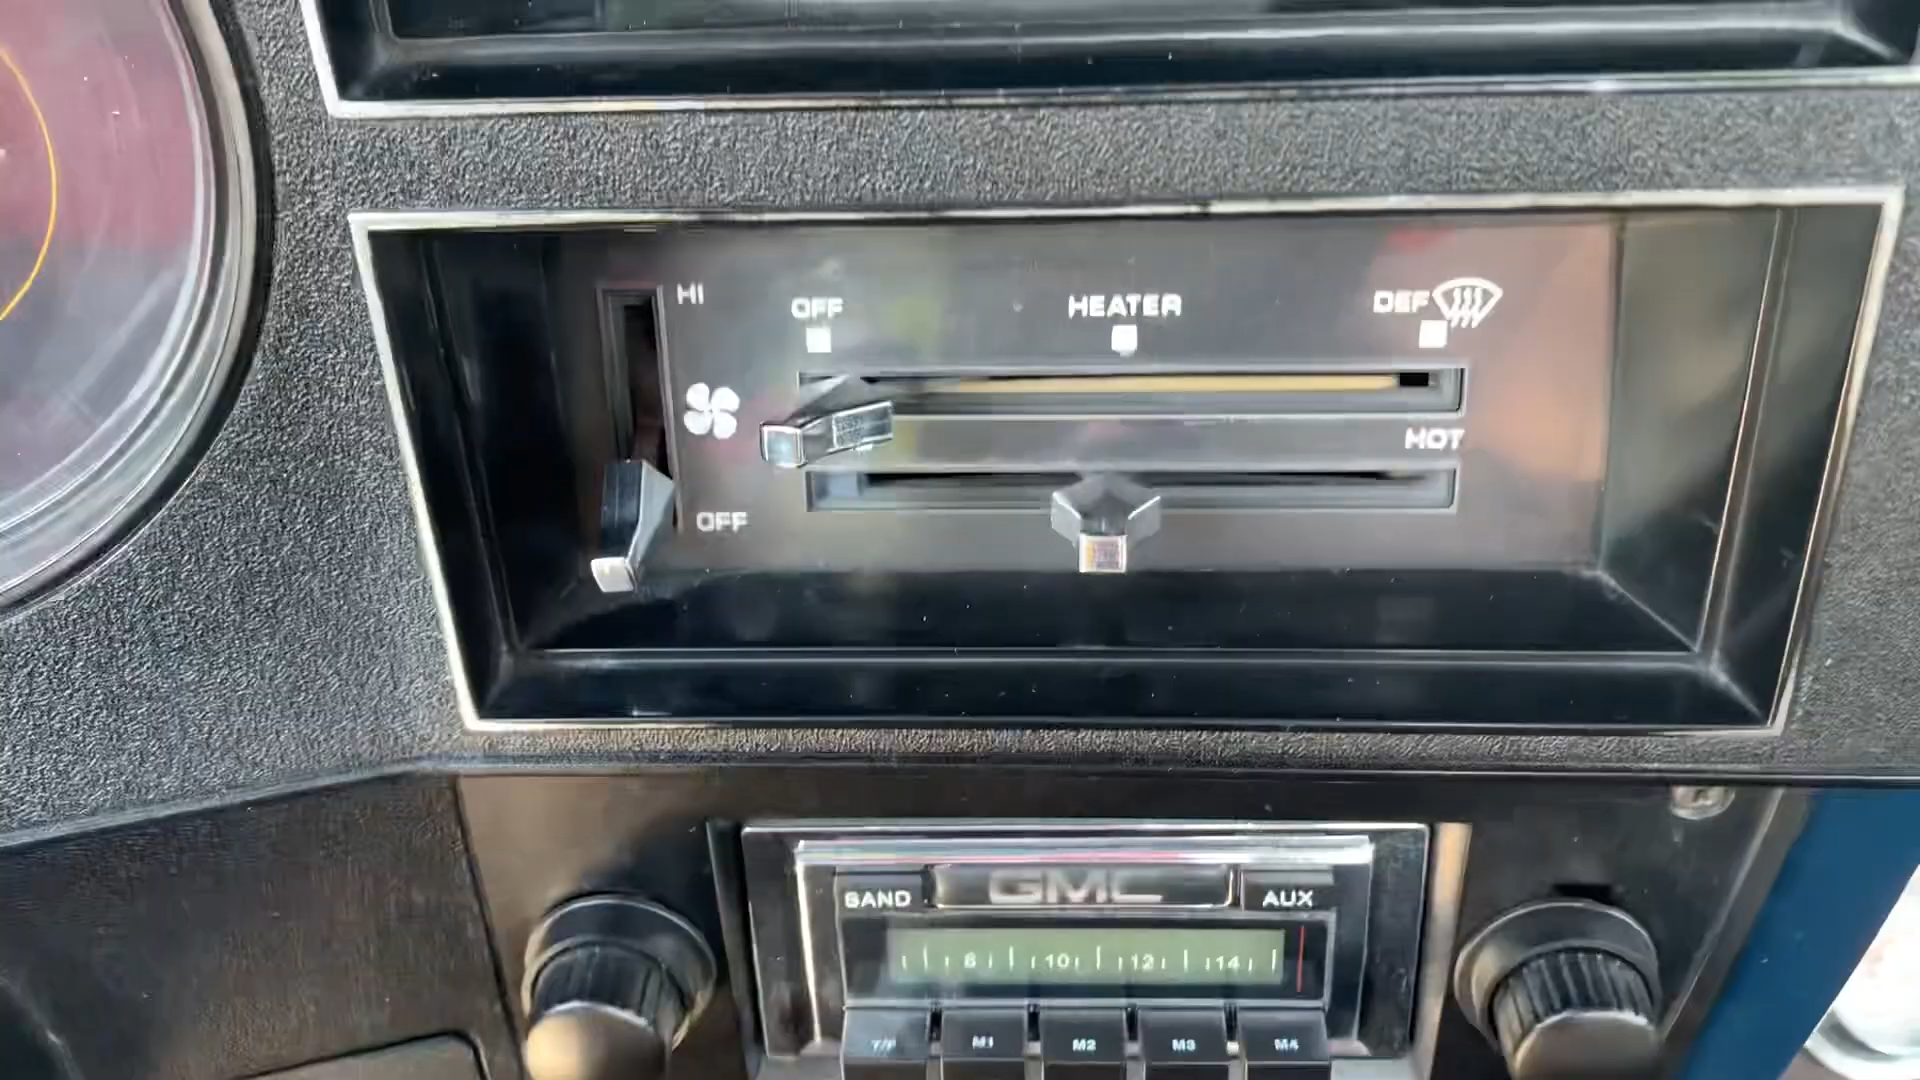 HI
OFF HEATER DEF
HOT
OFF
BAND GMC AUX
8 10 12 14
T/P M1 M2 M3 M4